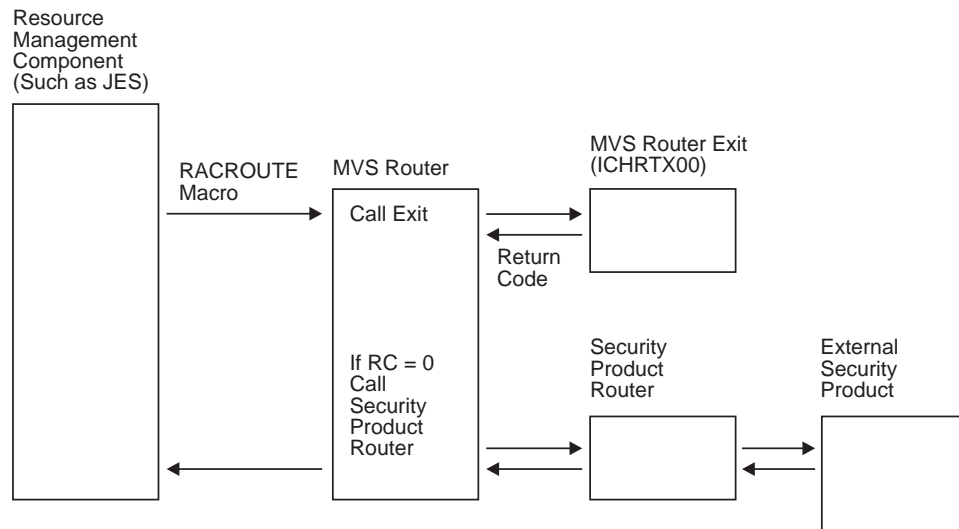 Resource
Management
Component
(Such as JES)
RACROUTE
Macro
MVS Router
MVS Router Exit
(ICHRTX00)
Call Exit
Return
Code
If RC = 0
Call
Security
Product
Router
Security
Product
Router
External
Security
Product